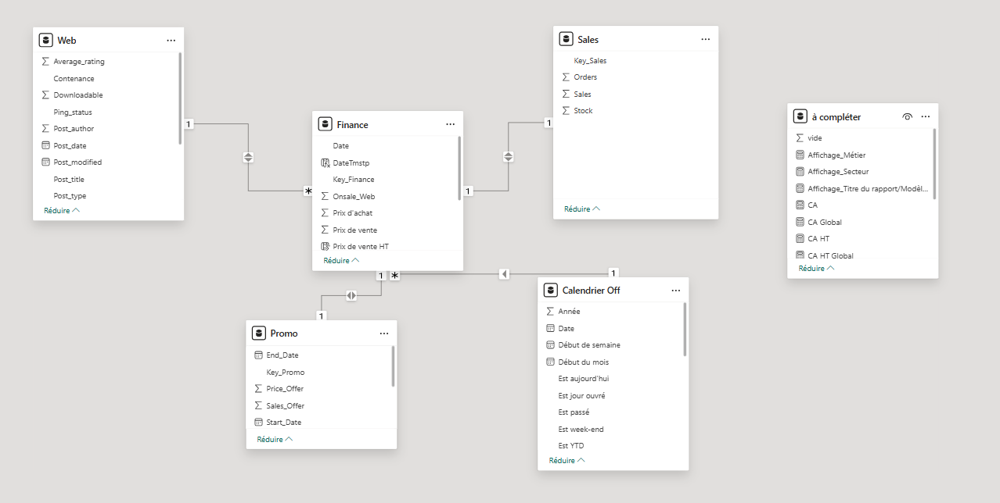 Web
Average_rating
Contenance
Downloadable
Ping_status
Post_author
Post_date
Post_modified
Post_title
Post_type
Réduire
1
*
Finance
Date
DateTmstp
Key_Finance
Onsale_Web
Prix d'achat
Prix de vente
Prix de vente HT
Réduire
1
1
Sales
Key_Sales
Orders
Sales
Stock
Réduire
à compléter
vide
Affichage_Métier
Affichage_Secteur
Affichage_Titre du rapport/Modèl...
CA
CA Global
CA HT
CA HT Global
Réduire
1
*
1
1
Promo
End_Date
Key_Promo
Price_Offer
Sales_Offer
Start_Date
Réduire
Calendrier Off
Année
Date
Début de semaine
Début du mois
Est aujourd'hui
Est jour ouvré
Est passé
Est week-end
Est YTD
Réduire